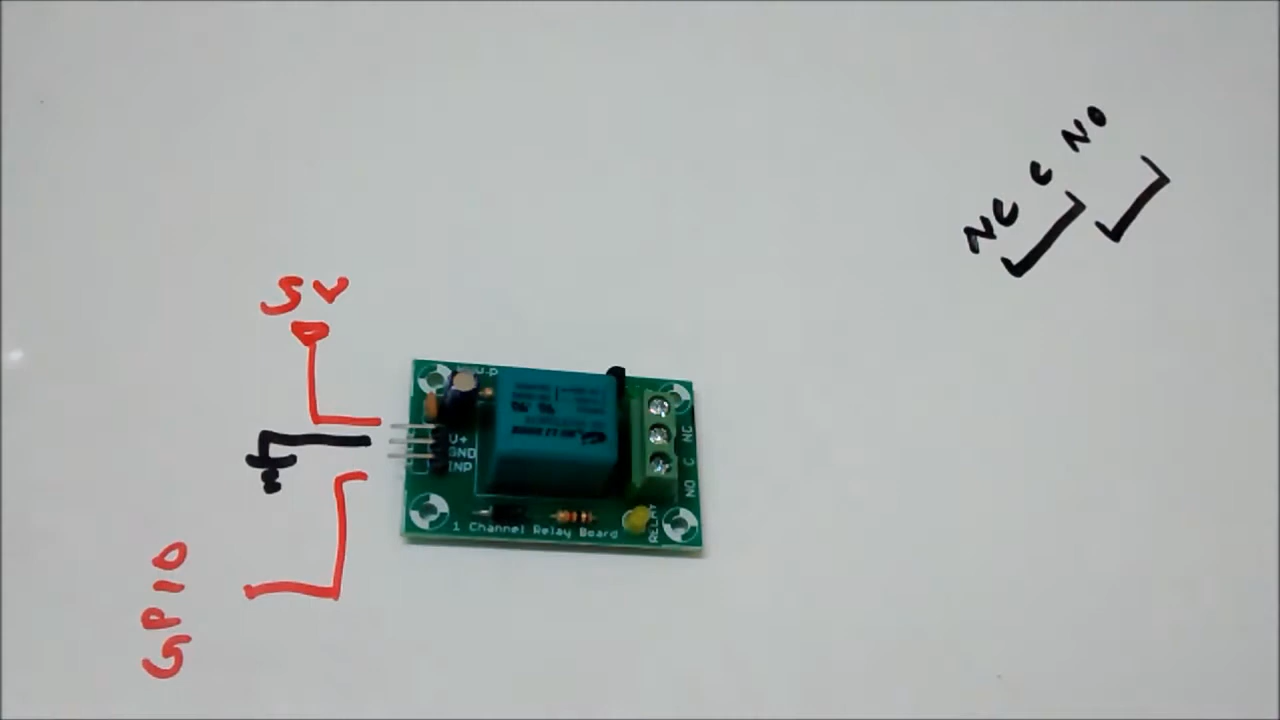 NC C NO
5V
V+
GND
INP
NC
C
NO
RELAY
1 Channel Relay Board
GPIO